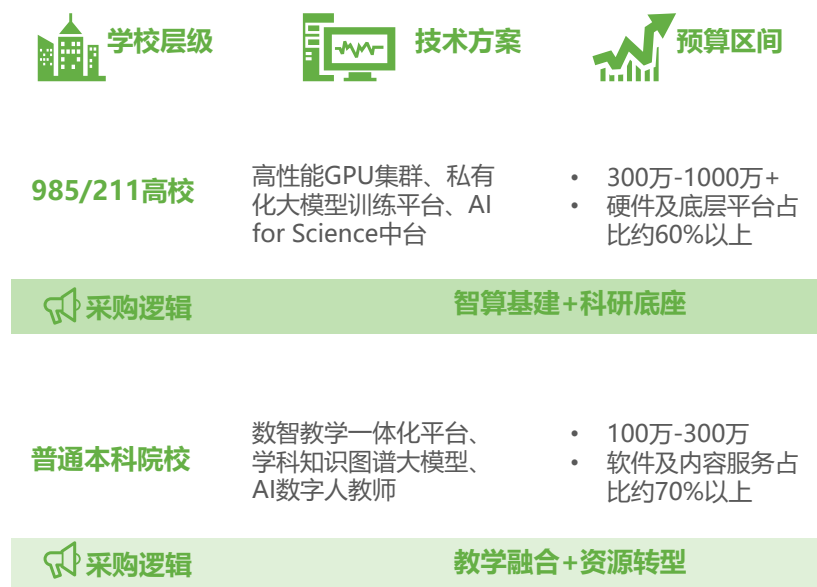 学校层级 技术方案 预算区间
985/211高校
高性能GPU集群、私有
化大模型训练平台、AI
for Science中台
• 300万-1000万+
• 硬件及底层平台占
比约60%以上
采购逻辑 智算基建+科研底座
普通本科院校
数智教学一体化平台、
学科知识图谱大模型、
AI数字人教师
• 100万-300万
• 软件及内容服务占
比约70%以上
采购逻辑 教学融合+资源转型